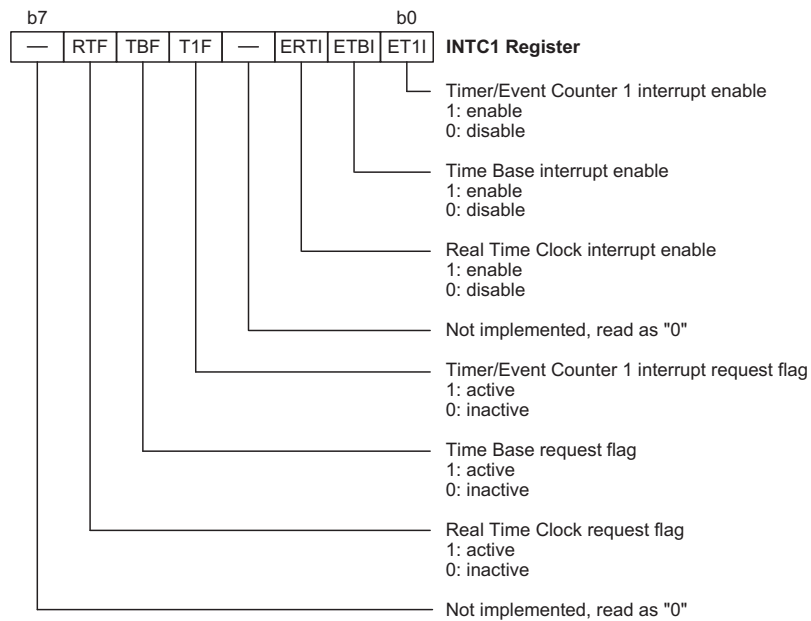 b7 b0
— RTF TBF T1F — ERTI ETBI ET1I INTC1 Register
Timer/Event Counter 1 interrupt enable
1: enable
0: disable
Time Base interrupt enable
1: enable
0: disable
Real Time Clock interrupt enable
1: enable
0: disable
Not implemented, read as "0"
Timer/Event Counter 1 interrupt request flag
1: active
0: inactive
Time Base request flag
1: active
0: inactive
Real Time Clock request flag
1: active
0: inactive
Not implemented, read as "0"